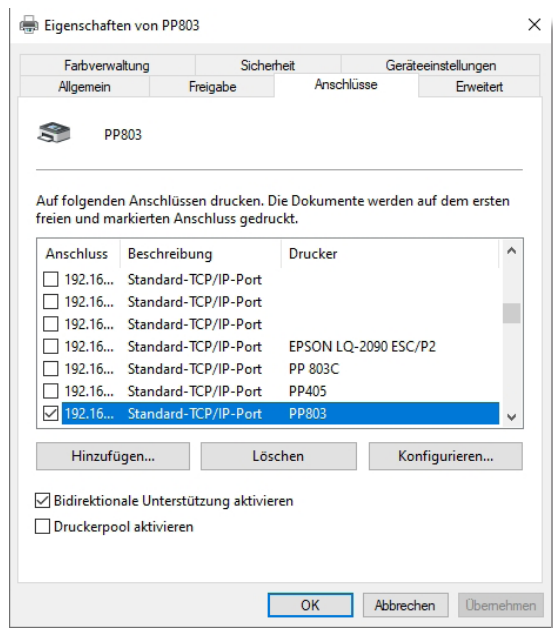 Eigenschaften von PP803
Farbverwaltung Sicherheit Geräteeinstellungen
Allgemein Freigabe Anschlüsse Erweitert
PP803
Auf folgenden Anschlüssen drucken. Die Dokumente werden auf dem ersten
freien und markierten Anschluss gedruckt.
Anschluss Beschreibung Drucker
192.16... Standard-TCP/IP-Port
192.16... Standard-TCP/IP-Port
192.16... Standard-TCP/IP-Port
192.16... Standard-TCP/IP-Port EPSON LQ-2090 ESC/P2
192.16... Standard-TCP/IP-Port PP 803C
192.16... Standard-TCP/IP-Port PP405
192.16... Standard-TCP/IP-Port PP803
Hinzufügen... Löschen Konfigurieren...
Bidirektionale Unterstützung aktivieren
Druckerpool aktivieren
OK Abbrechen Übernehmen